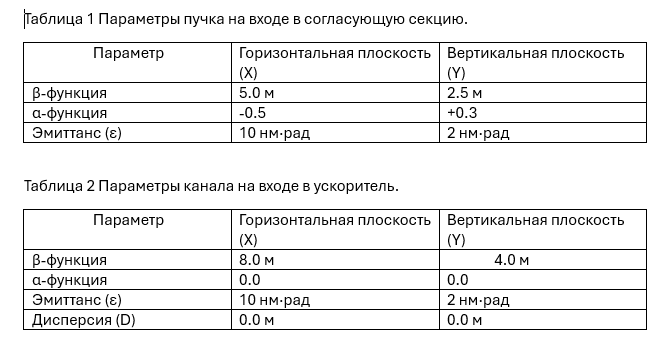 Таблица 1 Параметры пучка на входе в согласующую секцию.
Параметр Горизонтальная плоскость (X) Вертикальная плоскость (Y)
β-функция 5.0 м 2.5 м
α-функция -0.5 +0.3
Эмиттанс (ε) 10 нм·рад 2 нм·рад
Таблица 2 Параметры канала на входе в ускоритель.
Параметр Горизонтальная плоскость (X) Вертикальная плоскость (Y)
β-функция 8.0 м 4.0 м
α-функция 0.0 0.0
Эмиттанс (ε) 10 нм·рад 2 нм·рад
Дисперсия (D) 0.0 м 0.0 м